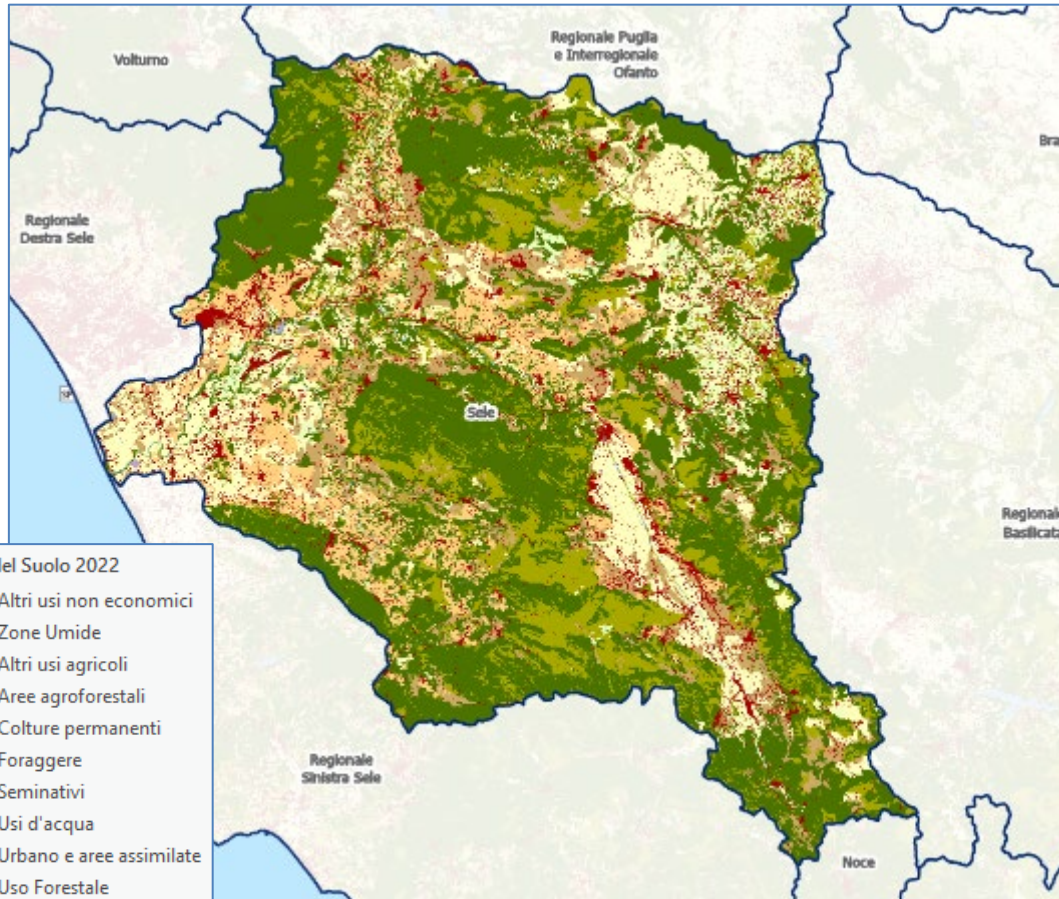 Volturno
Regionale Puglia
e Interregionale
Ofanto
Bra
Regionale
Destra Sele
Sele
Regionale
Basilicata
del Suolo 2022
Altri usi non economici
Zone Umide
Altri usi agricoli
Aree agroforestali
Colture permanenti
Foraggere
Seminativi
Usi d'acqua
Urbano e aree assimilate
Uso Forestale
Regionale
Sinistra Sele
Noce